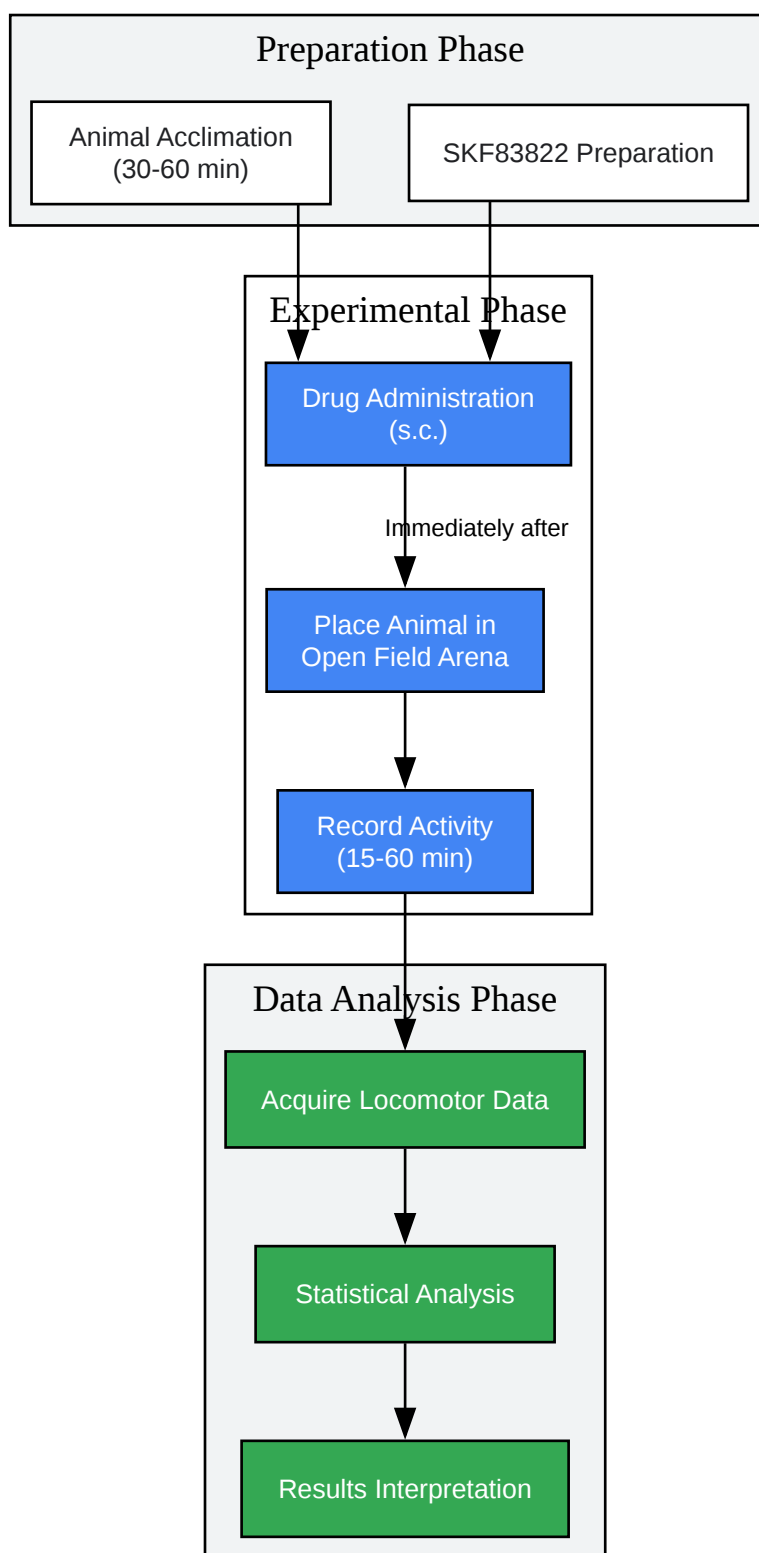 Preparation Phase
Animal Acclimation
(30-60 min)
SKF83822 Preparation
Experimental Phase
Drug Administration
(s.c.)
Immediately after
Place Animal in
Open Field Arena
Record Activity
(15-60 min)
Data Analysis Phase
Acquire Locomotor Data
Statistical Analysis
Results Interpretation